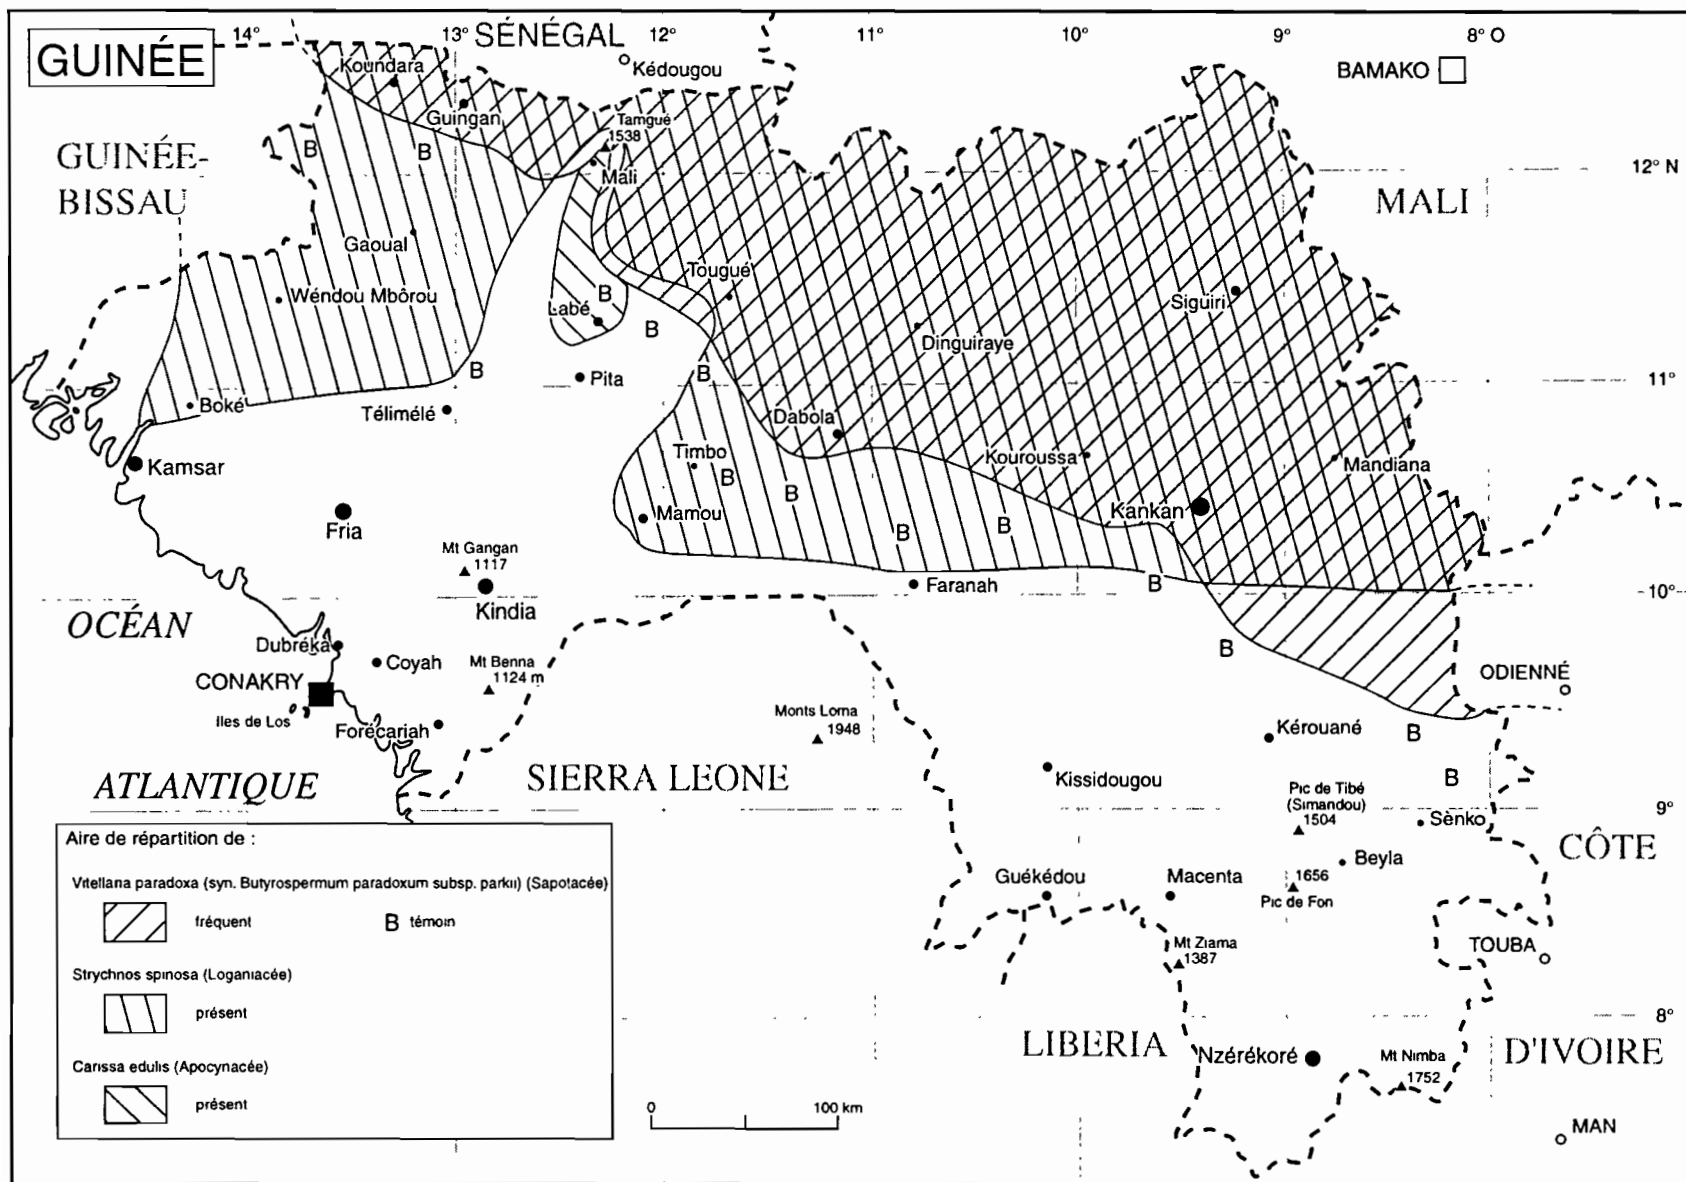 GUINÉE
14°
13°
SÉNÉGAL
12°
11°
10°
9°
8° O
Kédougou
BAMAKO
Koundara
Guingan
Tamgué
1538
Mali
GUINÉE-
BISSAU
B
B
12° N
MALI
Gaoual
Wéndou Mbôrou
Tougué
Siguiri
Labé
B
B
Dinguiraye
B
B
Pita
11°
Boké
Télimélé
Dabola
Kamsar
Timbo
B
B
Kouroussa
Mandiana
Fria
Mamou
B
B
Kankan
Mt Gangan
1117
Kindia
Faranah
B
10°
OCÉAN
Dubréka
Coyah
Mt Benna
1124 m
B
ODIENNÉ
CONAKRY
Iles de Los
Forécariah
Monts Loma
1948
Kérouané
B
ATLANTIQUE
SIERRA LEONE
Kissidougou
B
Pic de Tibé
(Simandou)
1504
Sènko
9°
CÔTE
Beyla
Guékédou
Macenta
1656
Pic de Fon
Mt Ziama
1387
TOUBA
8°
LIBERIA
Nzérékoré
Mt Nimba
1752
D'IVOIRE
MAN
Aire de répartition de :
Vitellana paradoxa (syn. Butyrospermum paradoxum subsp. parkii) (Sapotacée)
fréquent
B témoin
Strychnos spinosa (Loganiacée)
présent
Carissa edulis (Apocynacée)
présent
0
100 km